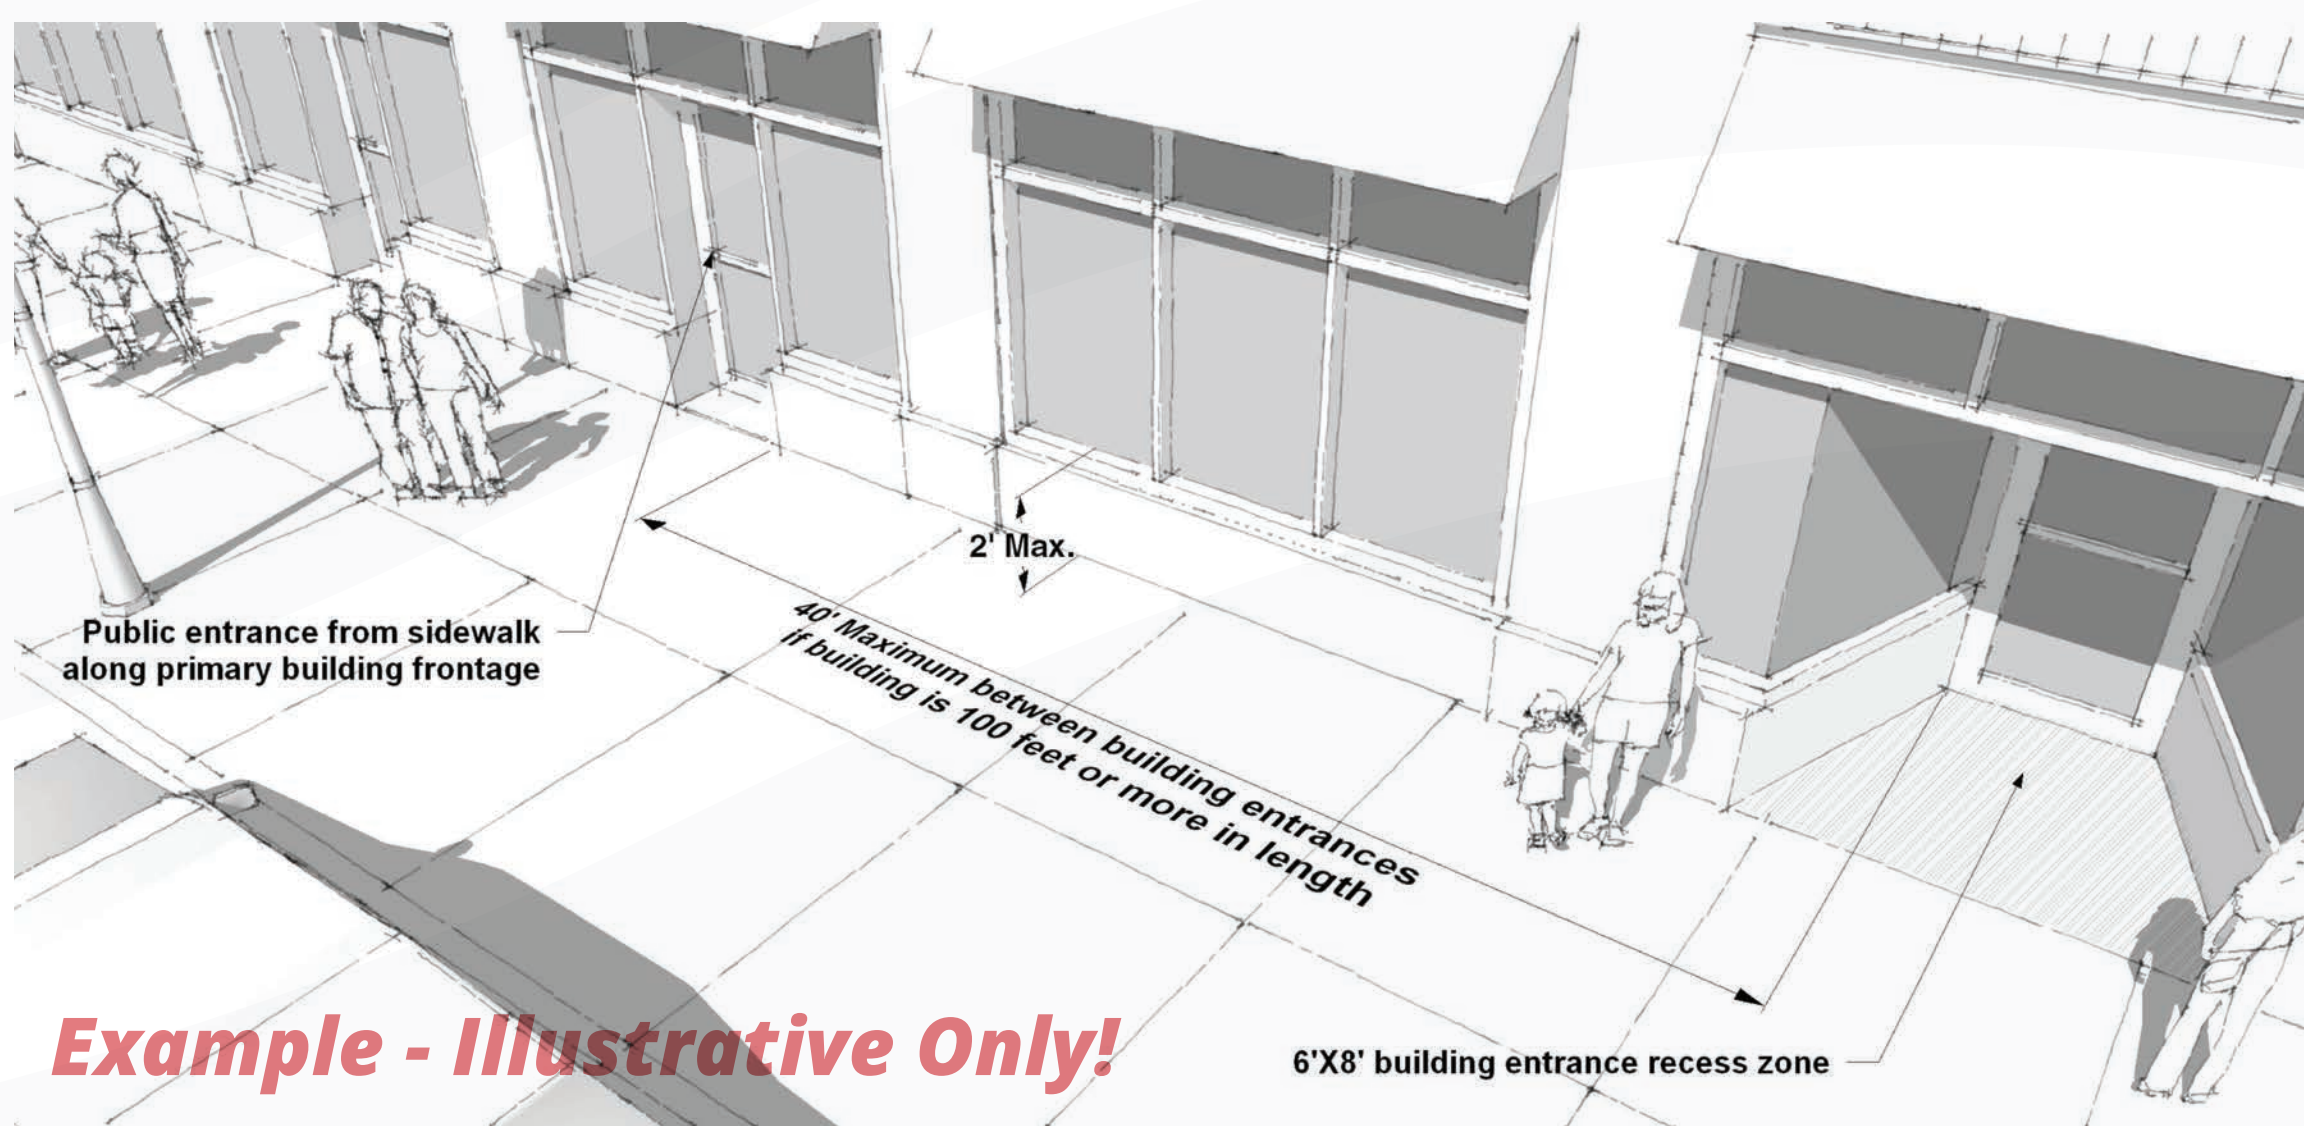 2' Max.
Public entrance from sidewalk
along primary building frontage
40' Maximum between building entrances
if building is 100 feet or more in length
Example - Illustrative Only!
6'X8' building entrance recess zone